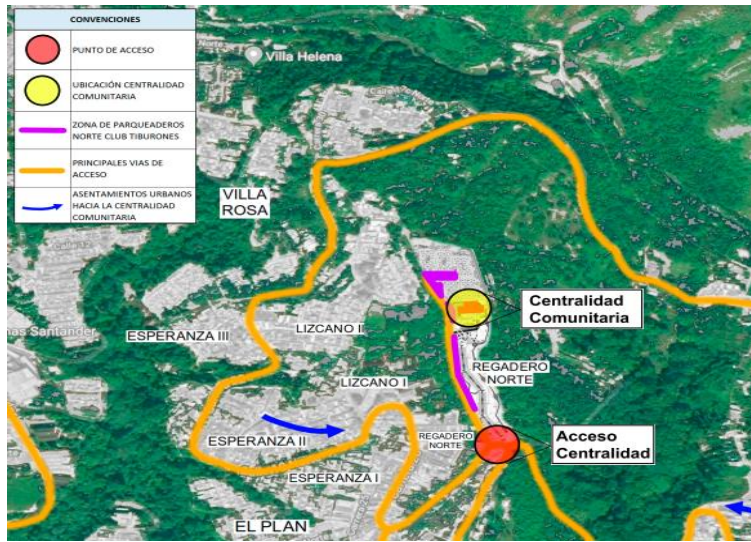 CONVENCIONES
PUNTO DE ACCESO
UBICACIÓN CENTRALIDAD
COMUNITARIA
ZONA DE PARQUEADEROS
NORTE CLUB TIBURONES
PRINCIPALES VIAS DE
ACCESO
ASENTAMIENTOS URBANOS
HACIA LA CENTRALIDAD
COMUNITARIA
Norte
Villa Helena
VILLA
ROSA
Santander
ESPERANZA III
LIZCANO II
Centralidad
Comunitaria
REGADERO
NORTE
LIZCANO I
ESPERANZA II
REGADERO
NORTE
Acceso
Centralidad
ESPERANZA I
EL PLAN